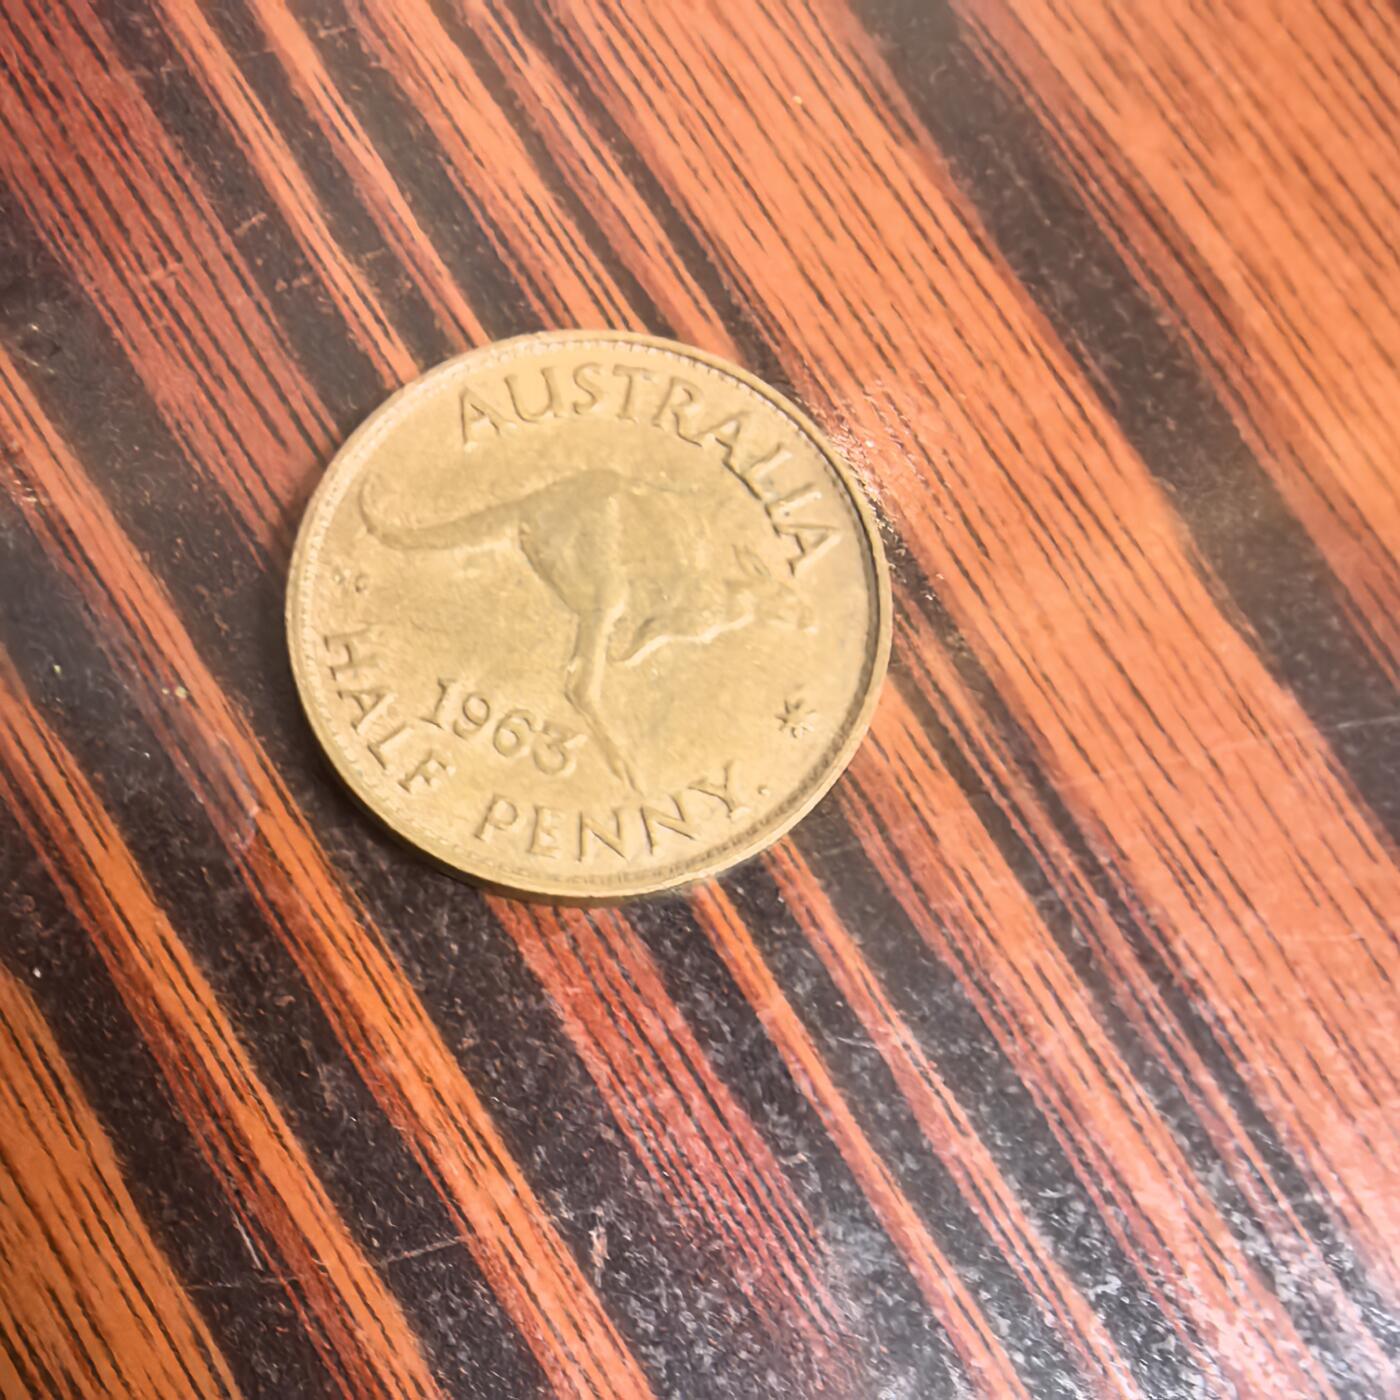 AUSTRALIA
1963
HALF PENNY.